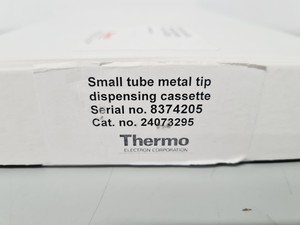 Small tube metal tip
dispensing cassette
Serial no. 8374205
Cat. no. 24073295
Thermo
ELECTRON CORPORATION